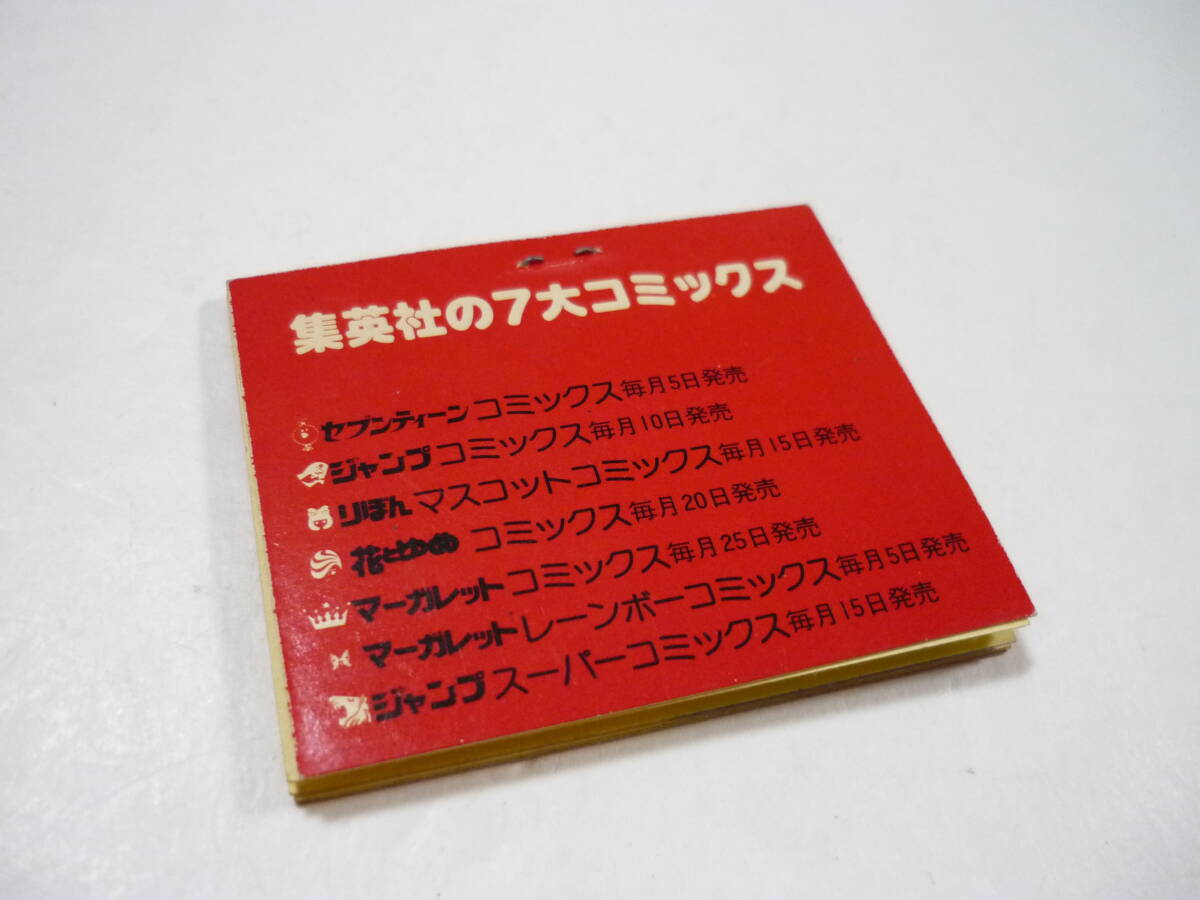 集英社の7大コミックス
セブンティーンコミックス毎月5日発売
ジャンプコミックス毎月10日発売
りぼんマスコットコミックス毎月15日発売
花とゆめ コミックス毎月20日発売
マーガレットコミックス毎月25日発売
マーガレットレーンボーコミックス毎月5日発売
ジャンプスーパーコミックス毎月15日発売